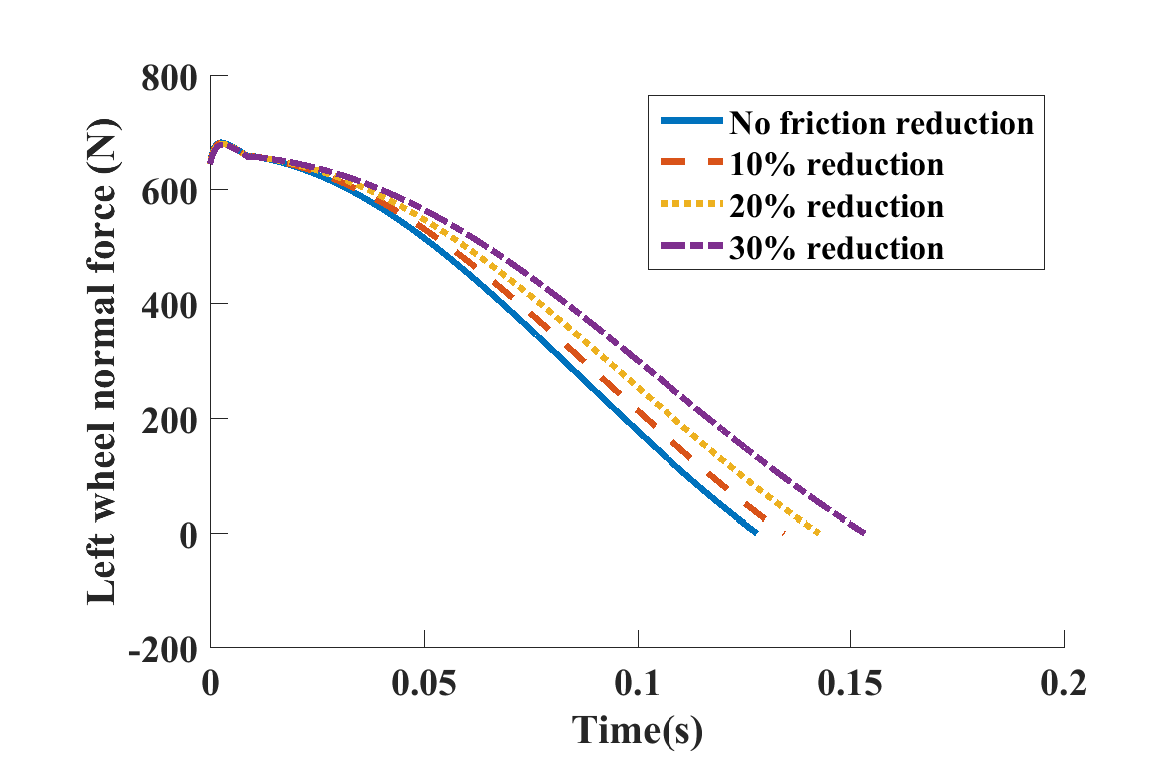 Left wheel normal force (N)
800
600
400
200
0
-200
No friction reduction
10% reduction
20% reduction
30% reduction
0
0.05
0.1
0.15
0.2
Time(s)